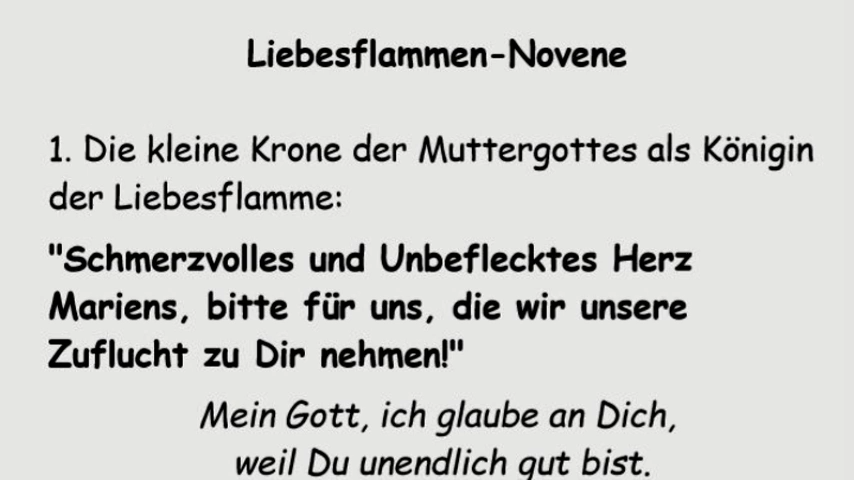 Liebesflammen-Novene
1. Die kleine Krone der Muttergottes als Königin
der Liebesflamme:
"Schmerzvolles und Unbeflecktes Herz
Mariens, bitte für uns, die wir unsere
Zuflucht zu Dir nehmen!"
Mein Gott, ich glaube an Dich,
weil Du unendlich gut bist.